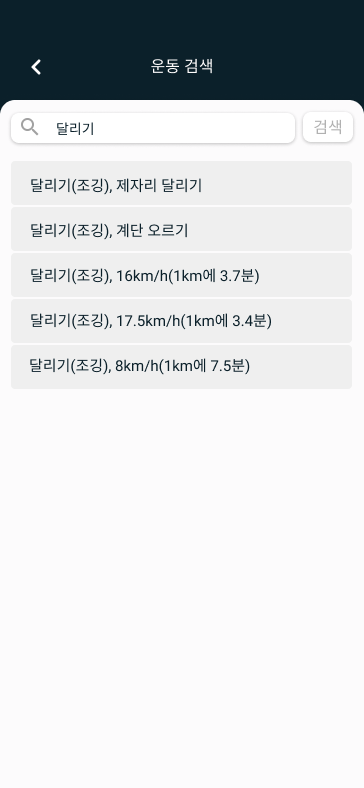 운동 검색
달리기
검색
달리기(조깅), 제자리 달리기
달리기(조깅), 계단 오르기
달리기(조깅), 16km/h(1km에 3.7분)
달리기(조깅), 17.5km/h(1km에 3.4분)
달리기(조깅), 8km/h(1km에 7.5분)